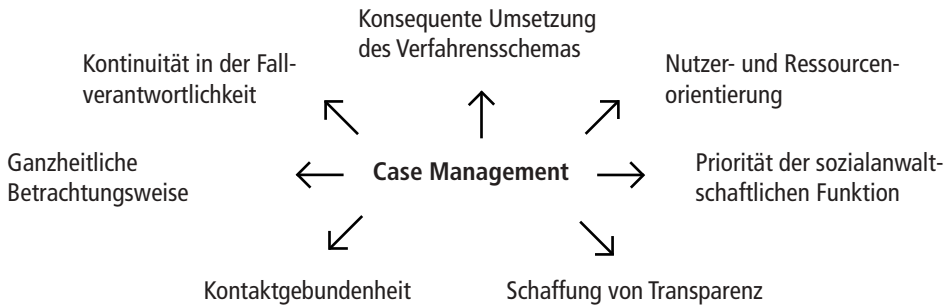 Konsequente Umsetzung
des Verfahrensschemas
Kontinuität in der Fall-
verantwortlichkeit
Nutzer- und Ressourcen-
orientierung
Ganzheitliche
Betrachtungsweise
Case Management
Priorität der sozialanwalt-
schaftlichen Funktion
Kontaktgebundenheit
Schaffung von Transparenz